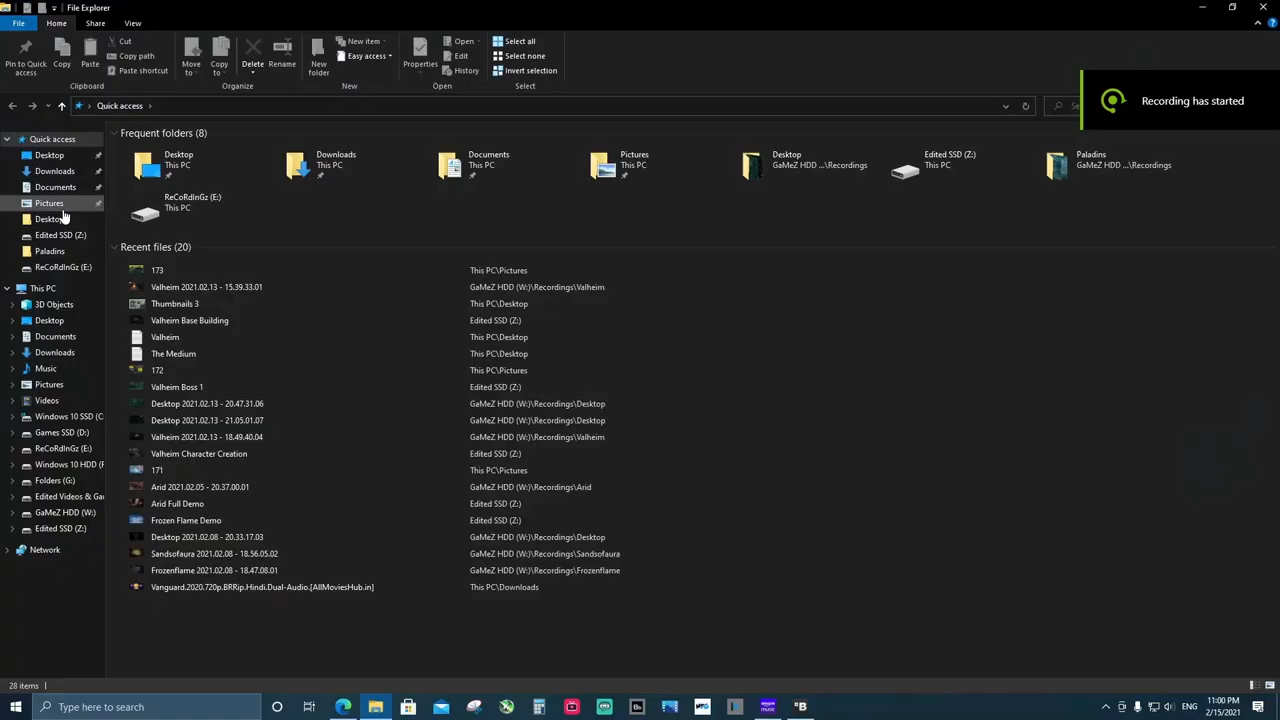 File Explorer
File
Home
Share
View
Pin to Quick access
Copy
Paste
Cut
Copy path
Paste shortcut
Clipboard
Move to
Copy to
Delete
Rename
Organize
New folder
New item
Easy access
New
Properties
Open
Edit
History
Open
Select all
Select none
Invert selection
Select
Recording has started
Quick access
Quick access
Desktop
Downloads
Documents
Pictures
Desktop
Edited SSD (Z:)
Paladins
ReCoRdInGz (E:)
This PC
3D Objects
Desktop
Documents
Downloads
Music
Pictures
Videos
Windows 10 SSD (C
Games SSD (D:)
ReCoRdInGz (E:)
Windows 10 HDD (F
Folders (G:)
Edited Videos & Ga
GaMeZ HDD (W:)
Edited SSD (Z:)
Network
Frequent folders (8)
Desktop
This PC
Downloads
This PC
Documents
This PC
Pictures
This PC
Desktop
GaMeZ HDD ...\Recordings
Edited SSD (Z:)
This PC
Paladins
GaMeZ HDD ...\Recordings
ReCoRdInGz (E:)
This PC
Recent files (20)
173 This PC\Pictures
Valheim 2021.02.13 - 15.39.33.01 GaMeZ HDD (W:)\Recordings\Valheim
Thumbnails 3 This PC\Desktop
Valheim Base Building Edited SSD (Z:)
Valheim This PC\Desktop
The Medium This PC\Desktop
172 This PC\Pictures
Valheim Boss 1 Edited SSD (Z:)
Desktop 2021.02.13 - 20.47.31.06 GaMeZ HDD (W:)\Recordings\Desktop
Desktop 2021.02.13 - 21.05.01.07 GaMeZ HDD (W:)\Recordings\Desktop
Valheim 2021.02.13 - 18.49.40.04 GaMeZ HDD (W:)\Recordings\Valheim
Valheim Character Creation Edited SSD (Z:)
171 This PC\Pictures
Arid 2021.02.05 - 20.37.00.01 GaMeZ HDD (W:)\Recordings\Arid
Arid Full Demo Edited SSD (Z:)
Frozen Flame Demo Edited SSD (Z:)
Desktop 2021.02.08 - 20.33.17.03 GaMeZ HDD (W:)\Recordings\Desktop
Sandsofaura 2021.02.08 - 18.56.05.02 GaMeZ HDD (W:)\Recordings\Sandsofaura
Frozenflame 2021.02.08 - 18.47.08.01 GaMeZ HDD (W:)\Recordings\Frozenflame
Vanguard.2020.720p.BRRip.Hindi.Dual-Audio.[AllMoviesHub.in] This PC\Downloads
28 items
Type here to search
music
ENG
11:00 PM
2/15/2021